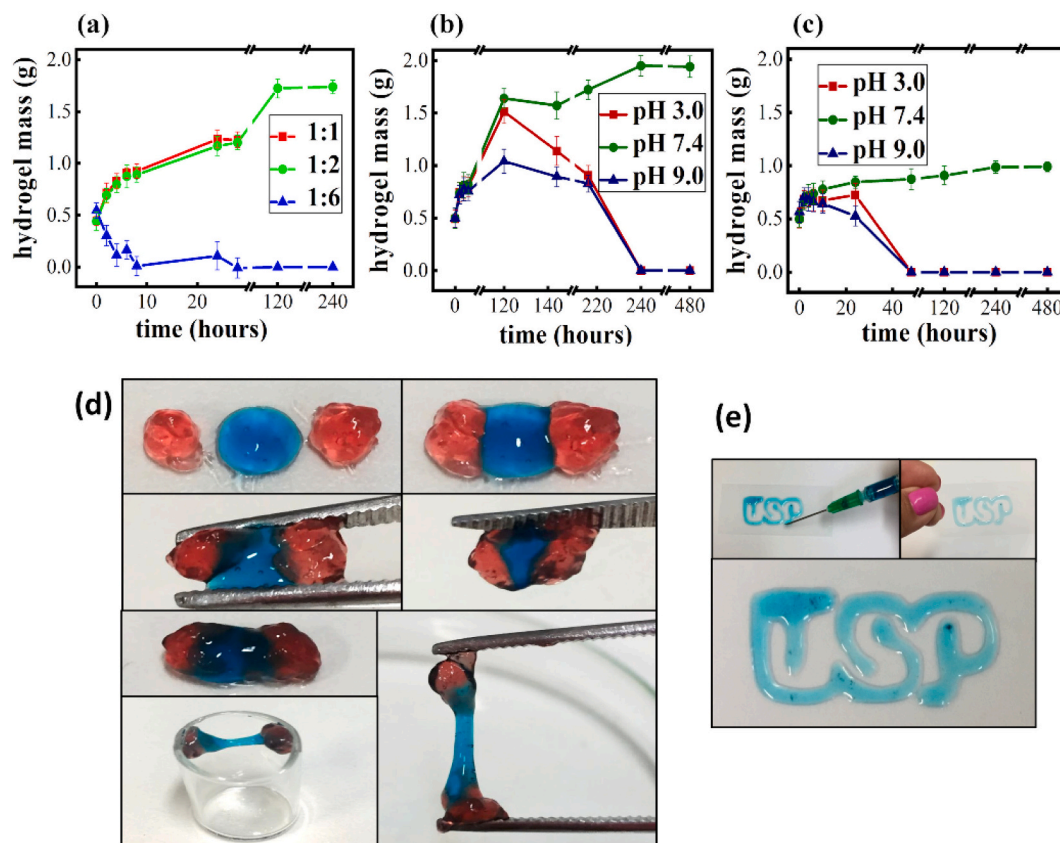 (a)
hydrogel mass (g)
2.0
1.5
1.0
0.5
0.0
1:1
1:2
1:6
0 10 20 120 240
time (hours)
(b)
hydrogel mass (g)
2.0
1.5
1.0
0.5
0.0
pH 3.0
pH 7.4
pH 9.0
0 120 140 220 240 480
time (hours)
(c)
hydrogel mass (g)
2.0
1.5
1.0
0.5
0.0
pH 3.0
pH 7.4
pH 9.0
0 20 40 120 240 480
time (hours)
(d)
(e)
USP
USP
USP